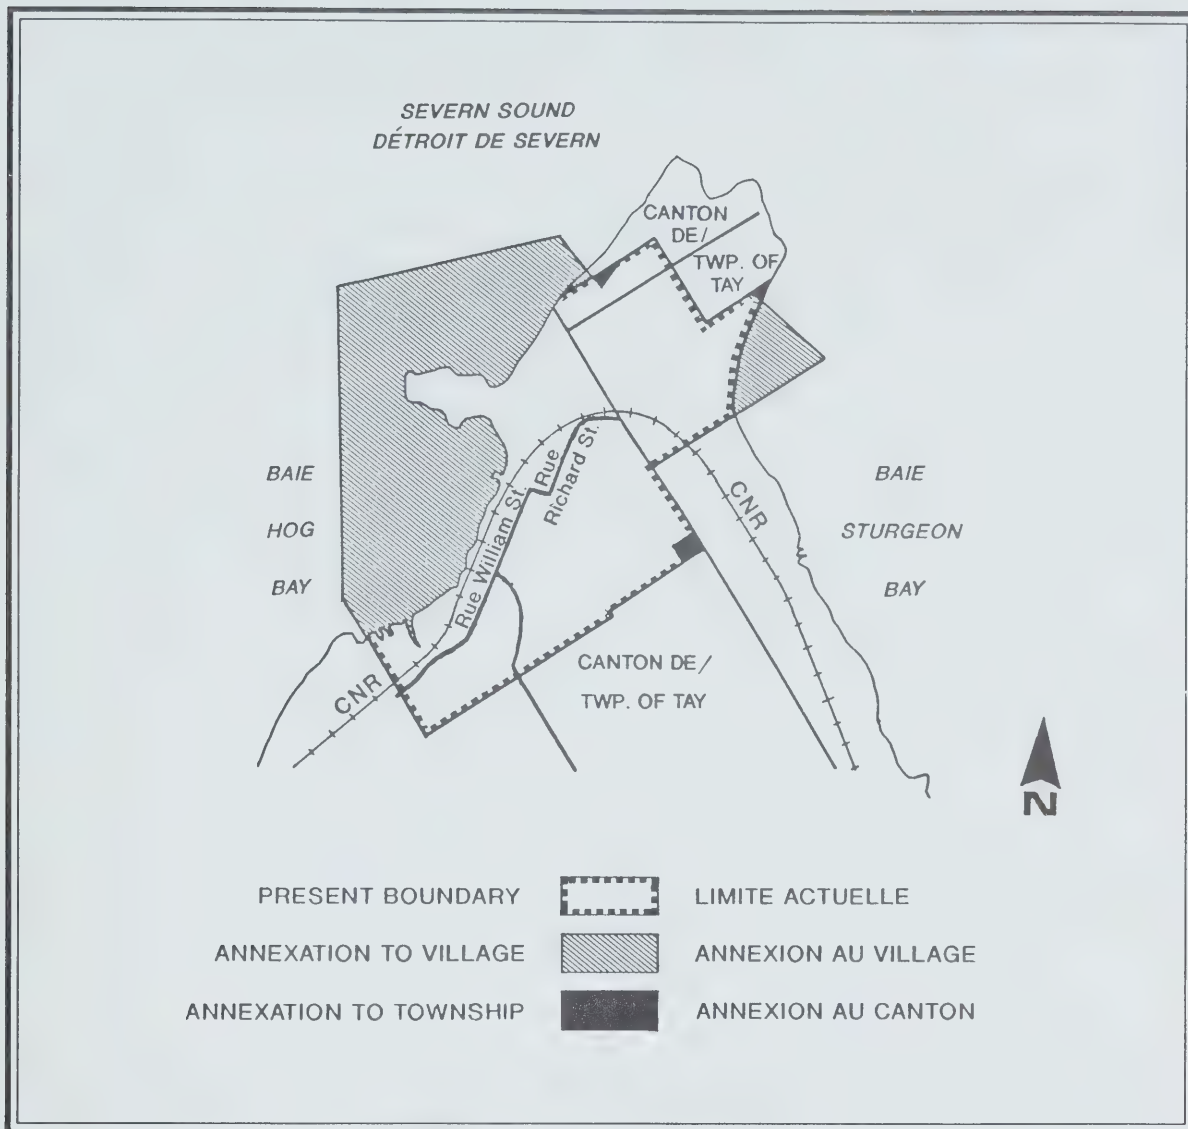 SEVERN SOUND
DÉTROIT DE SEVERN
CANTON
DE/
TWP. OF
TAY
BAIE
HOG
BAY
BAIE
STURGEON
BAY
Rue William St.
Rue
Richard St.
CNR
CNR
CANTON DE/
TWP. OF TAY
N
PRESENT BOUNDARY LIMITE ACTUELLE
ANNEXATION TO VILLAGE ANNEXION AU VILLAGE
ANNEXATION TO TOWNSHIP ANNEXION AU CANTON